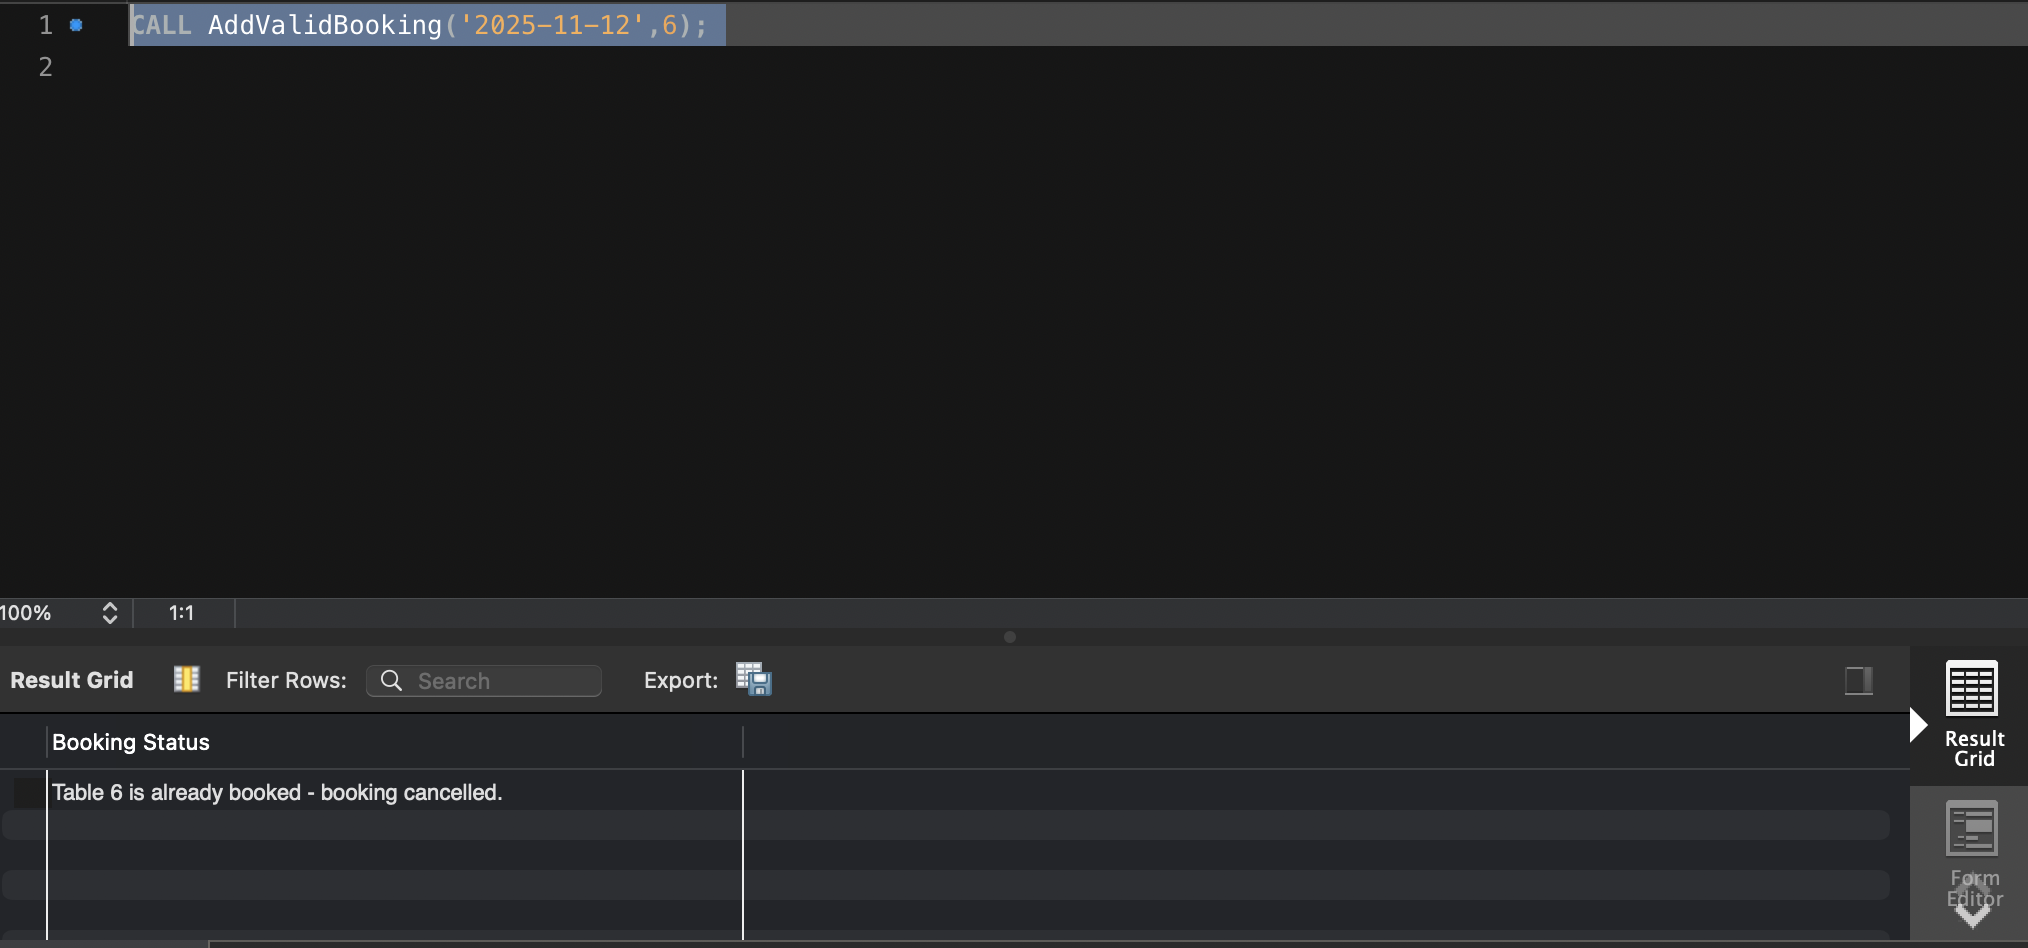 1 CALL AddValidBooking('2025-11-12',6);
2
100% 1:1
Result Grid Filter Rows: Search Export:
Result
Grid
Booking Status
Table 6 is already booked - booking cancelled.
Form
Editor